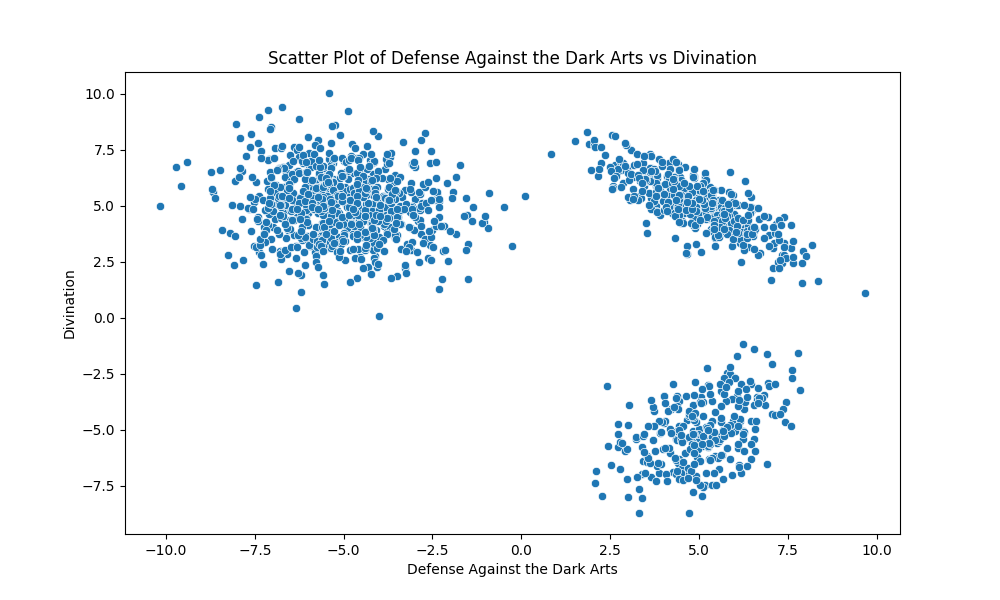 Scatter Plot of Defense Against the Dark Arts vs Divination
10.0
7.5
5.0
2.5
0.0
−2.5
−5.0
−7.5
Divination
−10.0 −7.5 −5.0 −2.5 0.0 2.5 5.0 7.5 10.0
Defense Against the Dark Arts